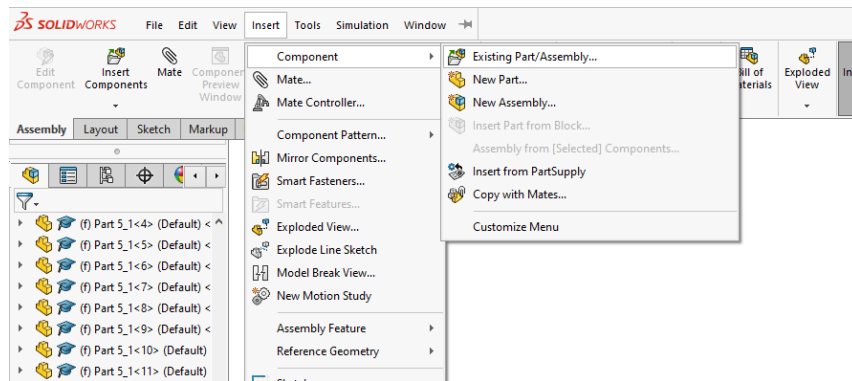 SOLIDWORKS File Edit View Insert Tools Simulation Window
Edit Component
Insert Components
Mate
Component Preview Window
Exploded View
Assembly Layout Sketch Markup
(f) Part 5_1<4> (Default) <
(f) Part 5_1<5> (Default) <
(f) Part 5_1<6> (Default) <
(f) Part 5_1<7> (Default) <
(f) Part 5_1<8> (Default) <
(f) Part 5_1<9> (Default) <
(f) Part 5_1<10> (Default)
(f) Part 5_1<11> (Default)
Component
Mate...
Mate Controller...
Component Pattern...
Mirror Components...
Smart Fasteners...
Smart Features...
Exploded View...
Explode Line Sketch
Model Break View...
New Motion Study
Assembly Feature
Reference Geometry
Existing Part/Assembly...
New Part...
New Assembly...
Insert Part from Block...
Assembly from [Selected] Components...
Insert from PartSupply
Copy with Mates...
Customize Menu